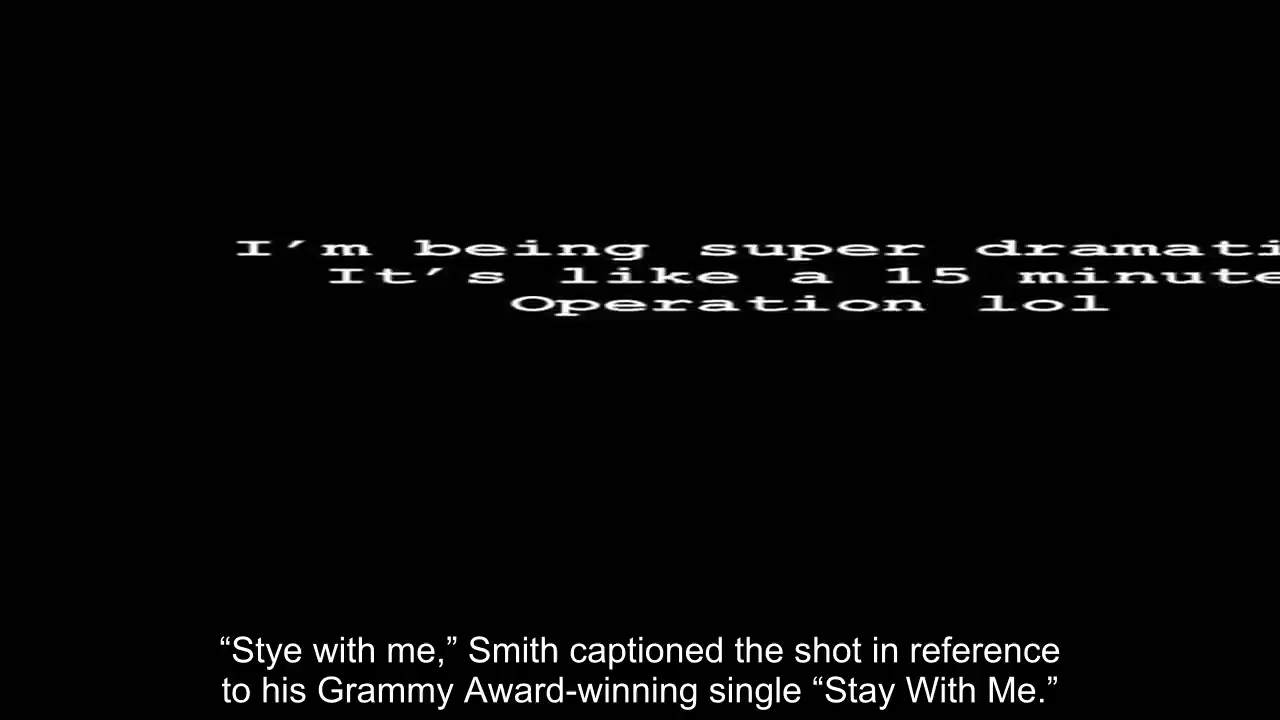 I'm being super dramati
It's like a 15 minute
Operation lol
“Stye with me,” Smith captioned the shot in reference
to his Grammy Award-winning single “Stay With Me.”